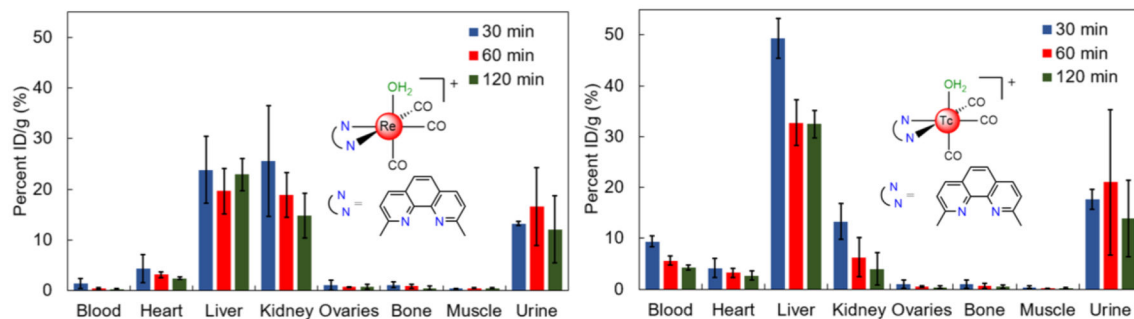 Percent ID/g (%)
50
40
30
20
10
0
30 min
60 min
120 min
OH2
+
CO
N
Re
CO
N
CO
N
N
=
N
N
Blood Heart Liver Kidney Ovaries Bone Muscle Urine
Percent ID/g (%)
50
40
30
20
10
0
30 min
60 min
120 min
OH2
+
CO
N
Tc
CO
N
CO
N
N
=
N
N
Blood Heart Liver Kidney Ovaries Bone Muscle Urine